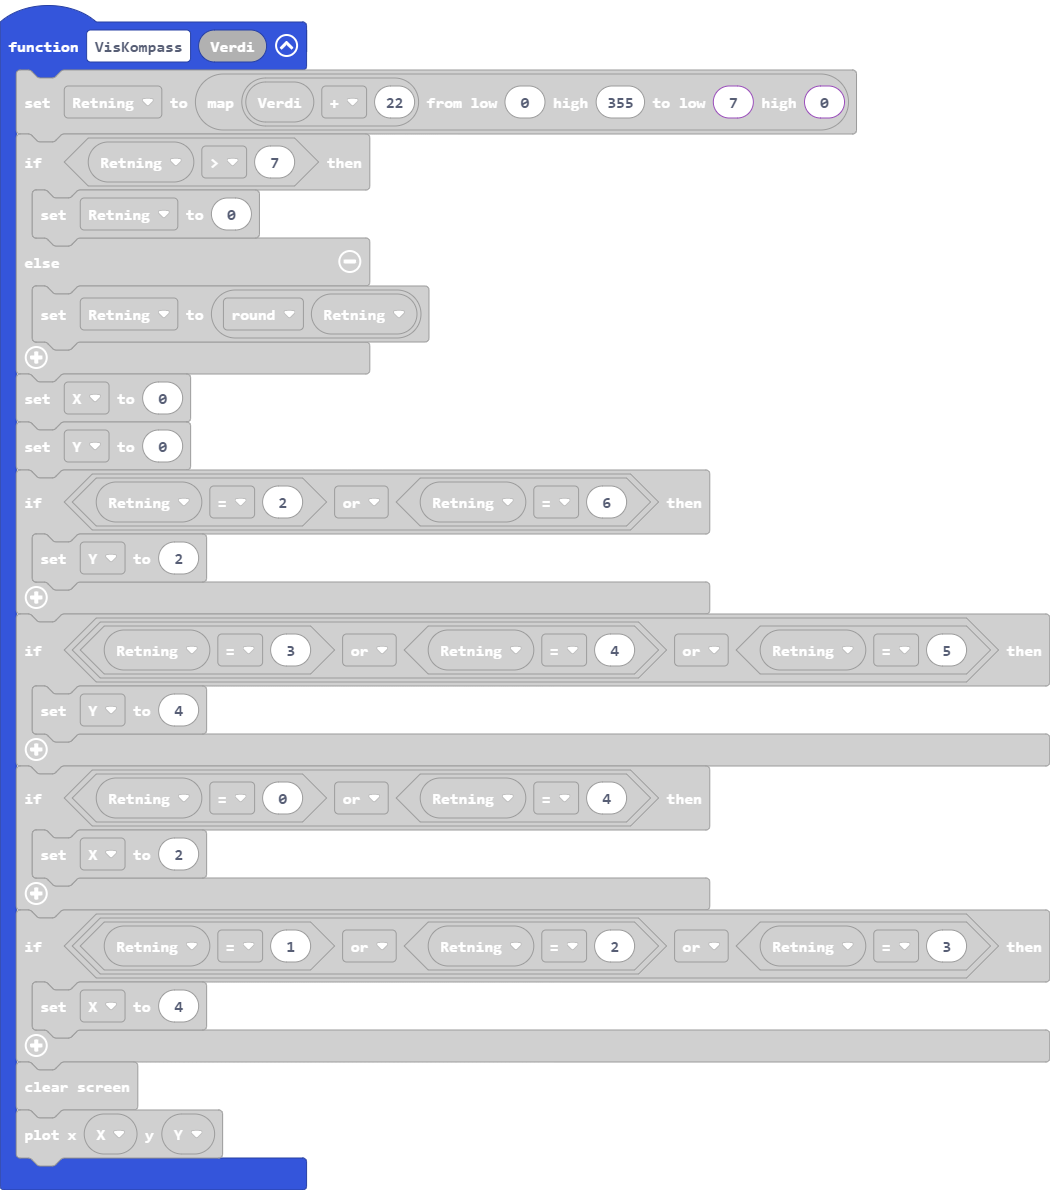 function VisKompass Verdi
set Retning to map Verdi + 22 from low 0 high 355 to low 7 high 0
if Retning > 7 then
set Retning to 0
else
set Retning to round Retning
set X to 0
set Y to 0
if Retning = 2 or Retning = 6 then
set Y to 2
if Retning = 3 or Retning = 4 or Retning = 5 then
set Y to 4
if Retning = 0 or Retning = 4 then
set X to 2
if Retning = 1 or Retning = 2 or Retning = 3 then
set X to 4
clear screen
plot x X y Y